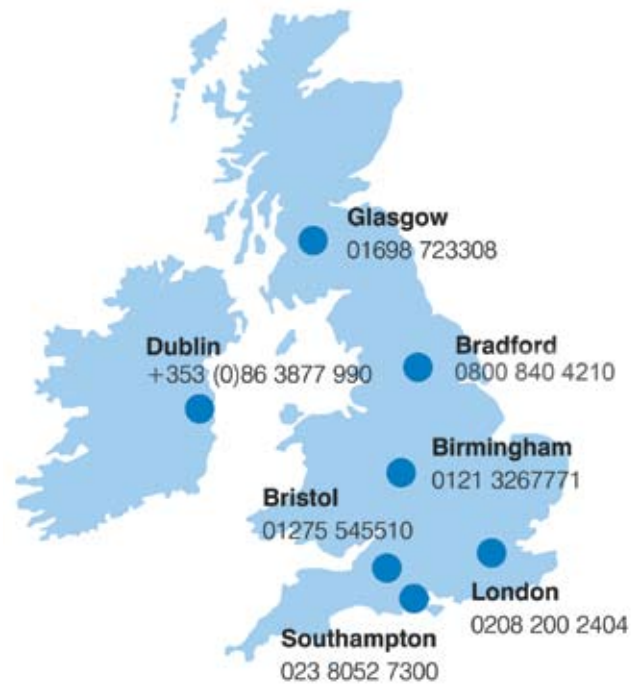 Glasgow
01698 723308
Dublin
+353 (0)86 3877 990
Bradford
0800 840 4210
Birmingham
0121 3267771
Bristol
01275 545510
London
0208 200 2404
Southampton
023 8052 7300